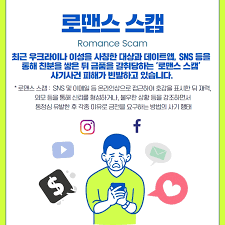 로맨스 스캠
Romance Scam
최근 우크라이나 여성을 사칭한 대상과 데이트앱, SNS 등을
통해 친분을 쌓은 뒤 금품을 갈취당하는 '로맨스 스캠'
사기사건 피해가 빈발하고 있습니다.
* 로맨스 스캠 : SNS 및 이메일 등 온라인상으로 접근하여 호감을 표시한 뒤 재력,
외모 등을 통해 신뢰를 형성하거나, 불우한 상황 등을 강조하면서
동정심 유발한 후 각종 이유로 금전을 요구하는 방법의 사기 행태
f
$